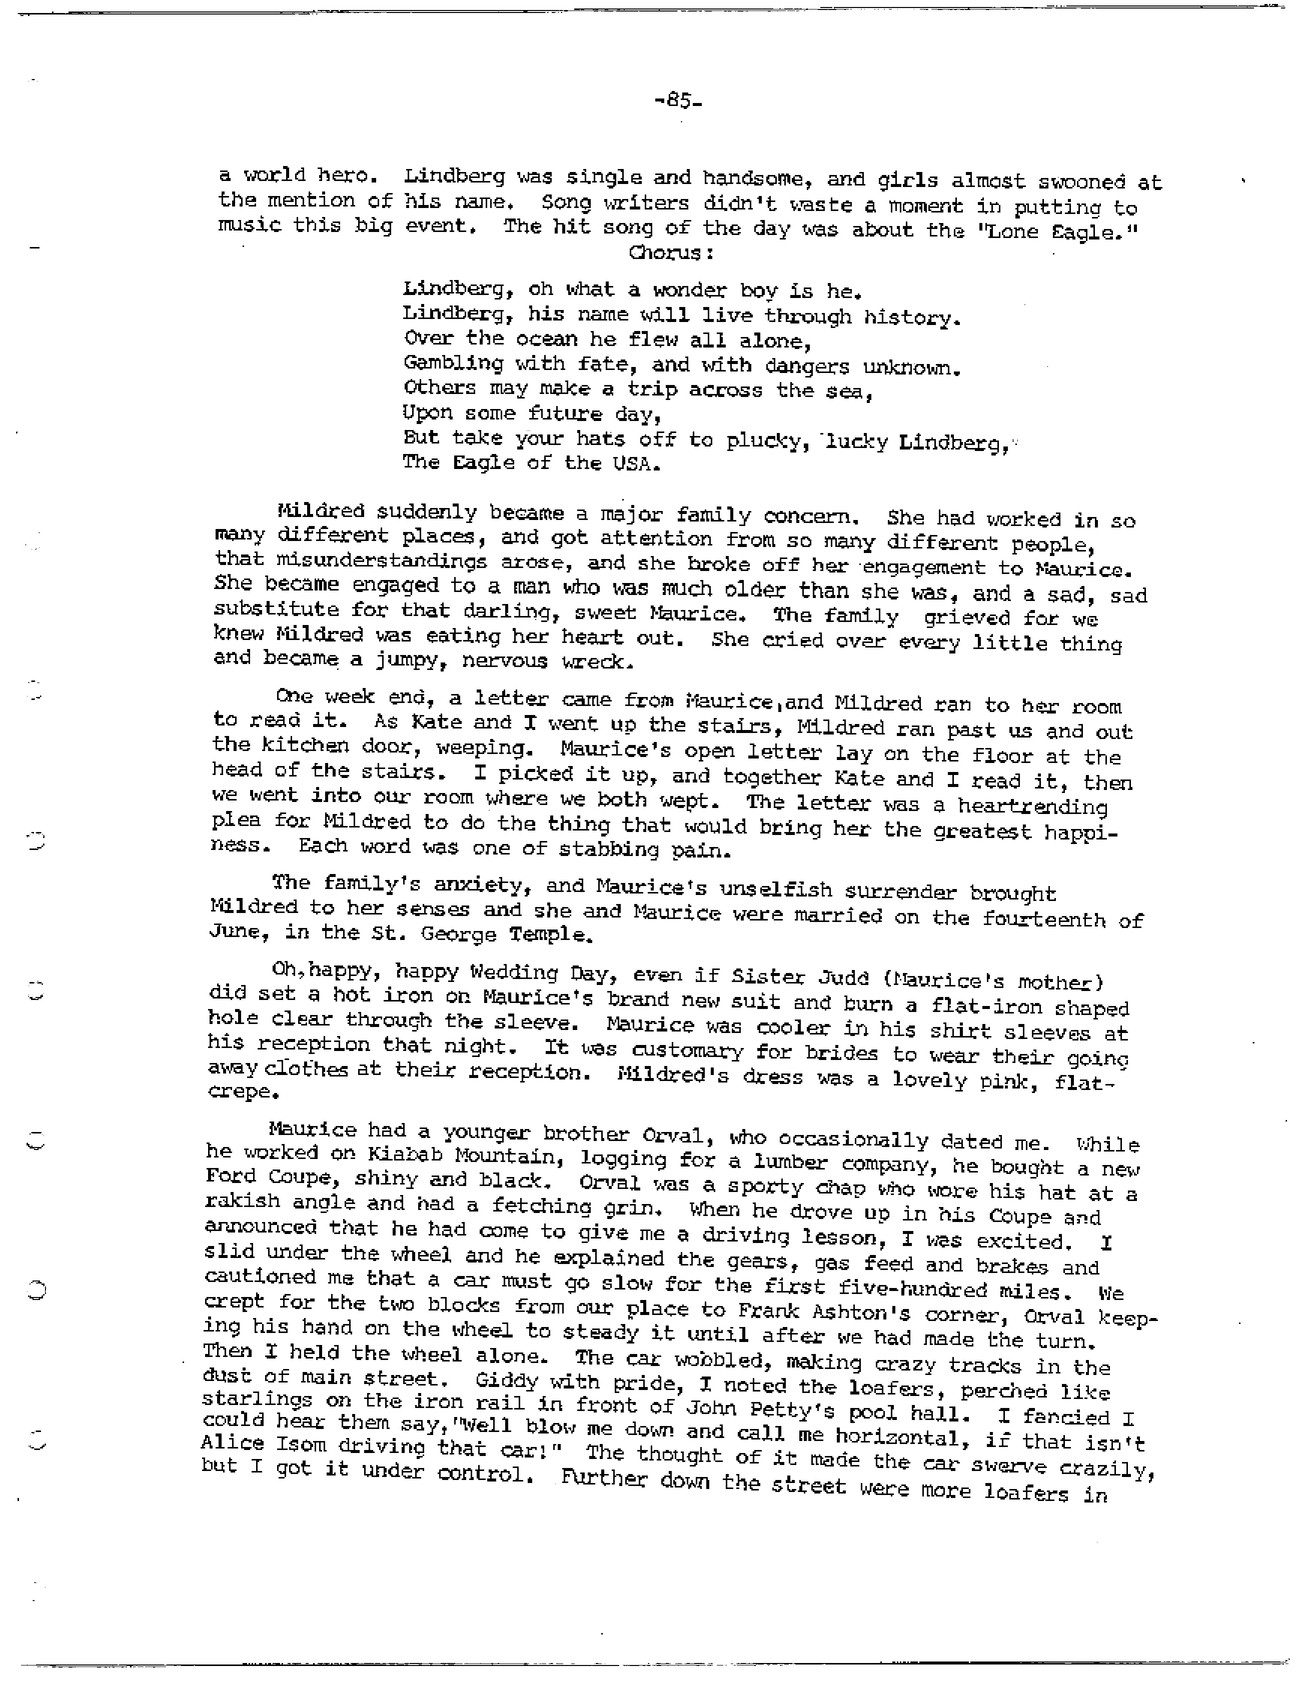 -85-
a world hero. Lindberg was single and handsome, and girls almost swooned at
the mention of his name. Song writers didn't waste a moment in putting to
music this big event. The hit song of the day was about the "Lone Eagle."
Chorus:
Lindberg, oh what a wonder boy is he.
Lindberg, his name will live through history.
Over the ocean he flew all alone,
Gambling with fate, and with dangers unknown.
Others may make a trip across the sea,
Upon some future day,
But take your hats off to plucky, lucky Lindberg,
The Eagle of the USA.
Mildred suddenly became a major family concern. She had worked in so
many different places, and got attention from so many different people,
that misunderstandings arose, and she broke off her engagement to Maurice.
She became engaged to a man who was much older than she was, and a sad, sad
substitute for that darling, sweet Maurice. The family grieved for we
knew Mildred was eating her heart out. She cried over every little thing
and became a jumpy, nervous wreck.
One week end, a letter came from Maurice,and Mildred ran to her room
to read it. As Kate and I went up the stairs, Mildred ran past us and out
the kitchen door, weeping. Maurice's open letter lay on the floor at the
head of the stairs. I picked it up, and together Kate and I read it, then
we went into our room where we both wept. The letter was a heartrending
plea for Mildred to do the thing that would bring her the greatest happi-
ness. Each word was one of stabbing pain.
The family's anxiety, and Maurice's unselfish surrender brought
Mildred to her senses and she and Maurice were married on the fourteenth of
June, in the St. George Temple.
Oh,happy, happy Wedding Day, even if Sister Judd (Maurice's mother)
did set a hot iron on Maurice's brand new suit and burn a flat-iron shaped
hole clear through the sleeve. Maurice was cooler in his shirt sleeves at
his reception that night. It was customary for brides to wear their going
away clothes at their reception. Mildred's dress was a lovely pink, flat-
crepe.
Maurice had a younger brother Orval, who occasionally dated me. While
he worked on Kiabab Mountain, logging for a lumber company, he bought a new
Ford Coupe, shiny and black. Orval was a sporty chap who wore his hat at a
rakish angle and had a fetching grin. When he drove up in his Coupe and
announced that he had come to give me a driving lesson, I was excited. I
slid under the wheel and he explained the gears, gas feed and brakes and
cautioned me that a car must go slow for the first five-hundred miles. We
crept for the two blocks from our place to Frank Ashton's corner, Orval keep-
ing his hand on the wheel to steady it until after we had made the turn.
Then I held the wheel alone. The car wobbled, making crazy tracks in the
dust of main street. Giddy with pride, I noted the loafers, perched like
starlings on the iron rail in front of John Petty's pool hall. I fancied I
could hear them say,"Well blow me down and call me horizontal, if that isn't
Alice Isom driving that car!" The thought of it made the car swerve crazily,
but I got it under control. Further down the street were more loafers in